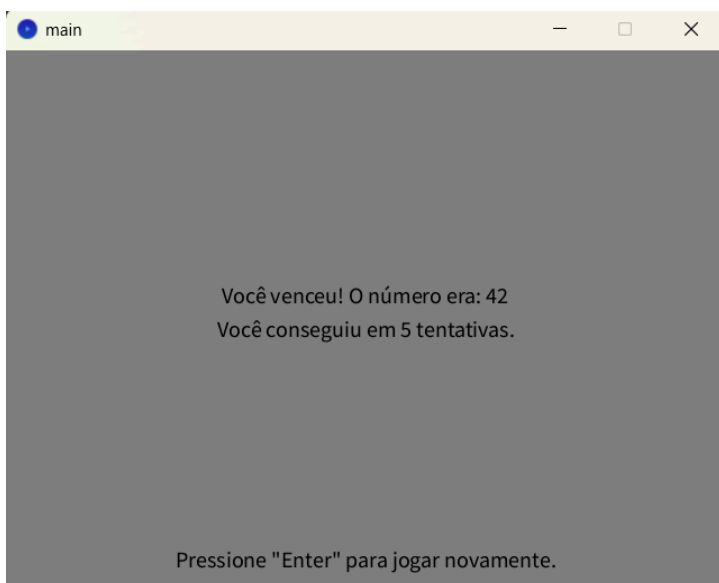 main
Você venceu! O número era: 42
Você conseguiu em 5 tentativas.
Pressione "Enter" para jogar novamente.